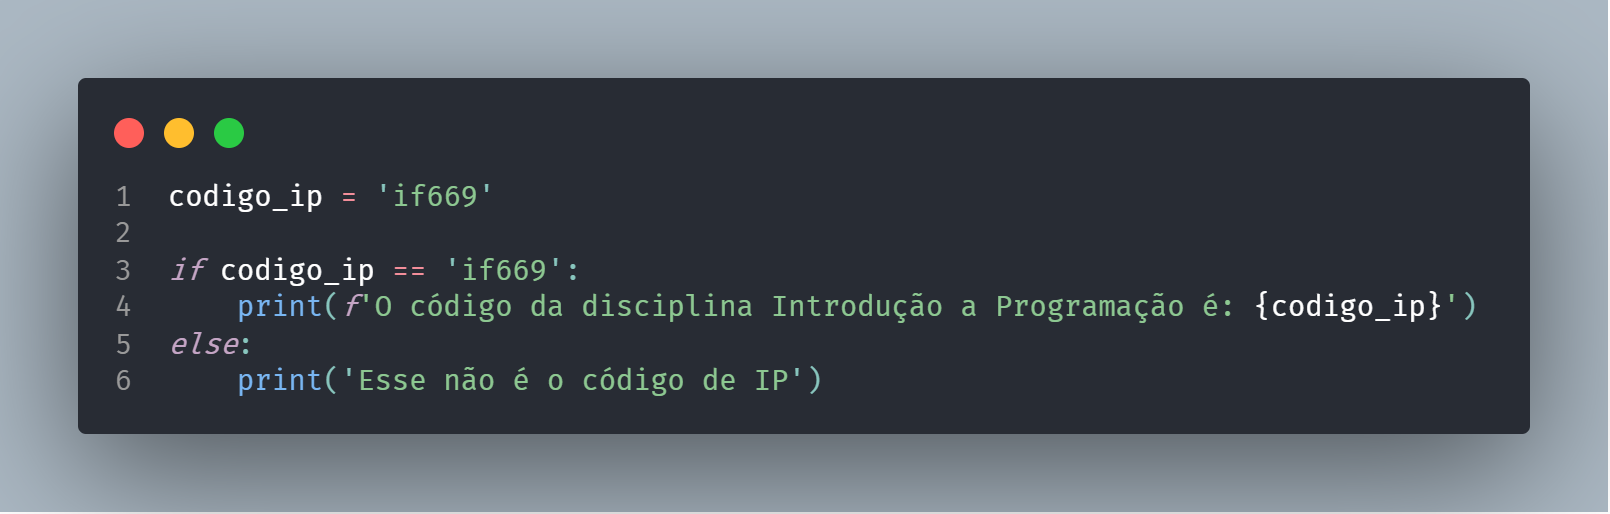 1 codigo_ip = 'if669'
2
3 if codigo_ip == 'if669':
4     print(f'O código da disciplina Introdução a Programação é: {codigo_ip}')
5 else:
6     print('Esse não é o código de IP')